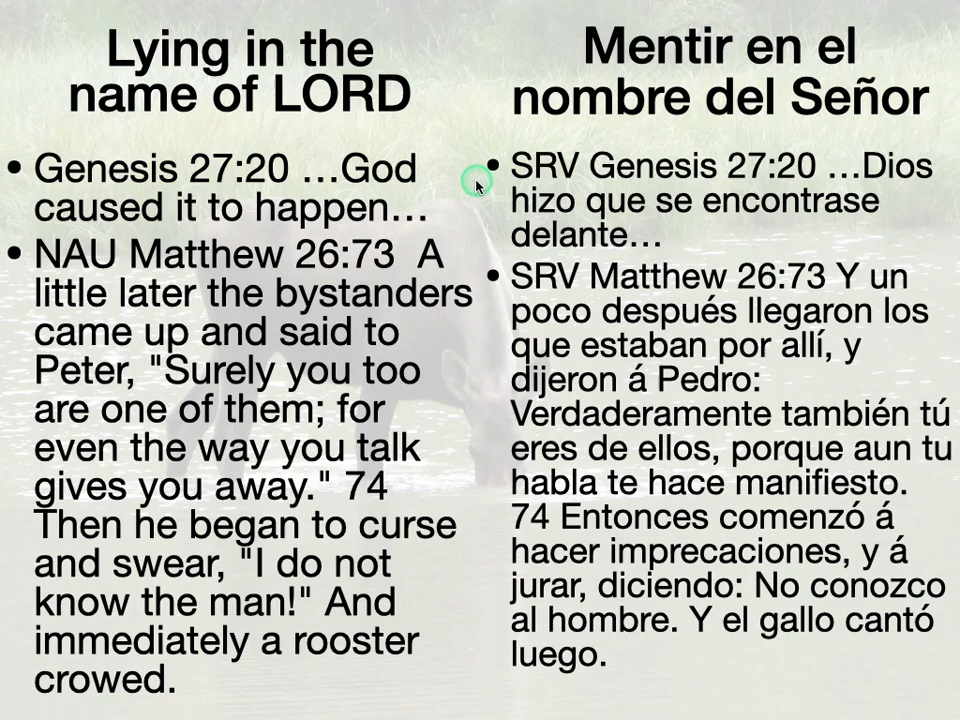 Lying in the
name of LORD
• Genesis 27:20 …God
caused it to happen…
• NAU Matthew 26:73  A
little later the bystanders
came up and said to
Peter, "Surely you too
are one of them; for
even the way you talk
gives you away." 74
Then he began to curse
and swear, "I do not
know the man!" And
immediately a rooster
crowed.
Mentir en el
nombre del Señor
• SRV Genesis 27:20 …Dios
hizo que se encontrase
delante…
• SRV Matthew 26:73 Y un
poco después llegaron los
que estaban por allí, y
dijeron á Pedro:
Verdaderamente también tú
eres de ellos, porque aun tu
habla te hace manifiesto.
74 Entonces comenzó á
hacer imprecaciones, y á
jurar, diciendo: No conozco
al hombre. Y el gallo cantó
luego.